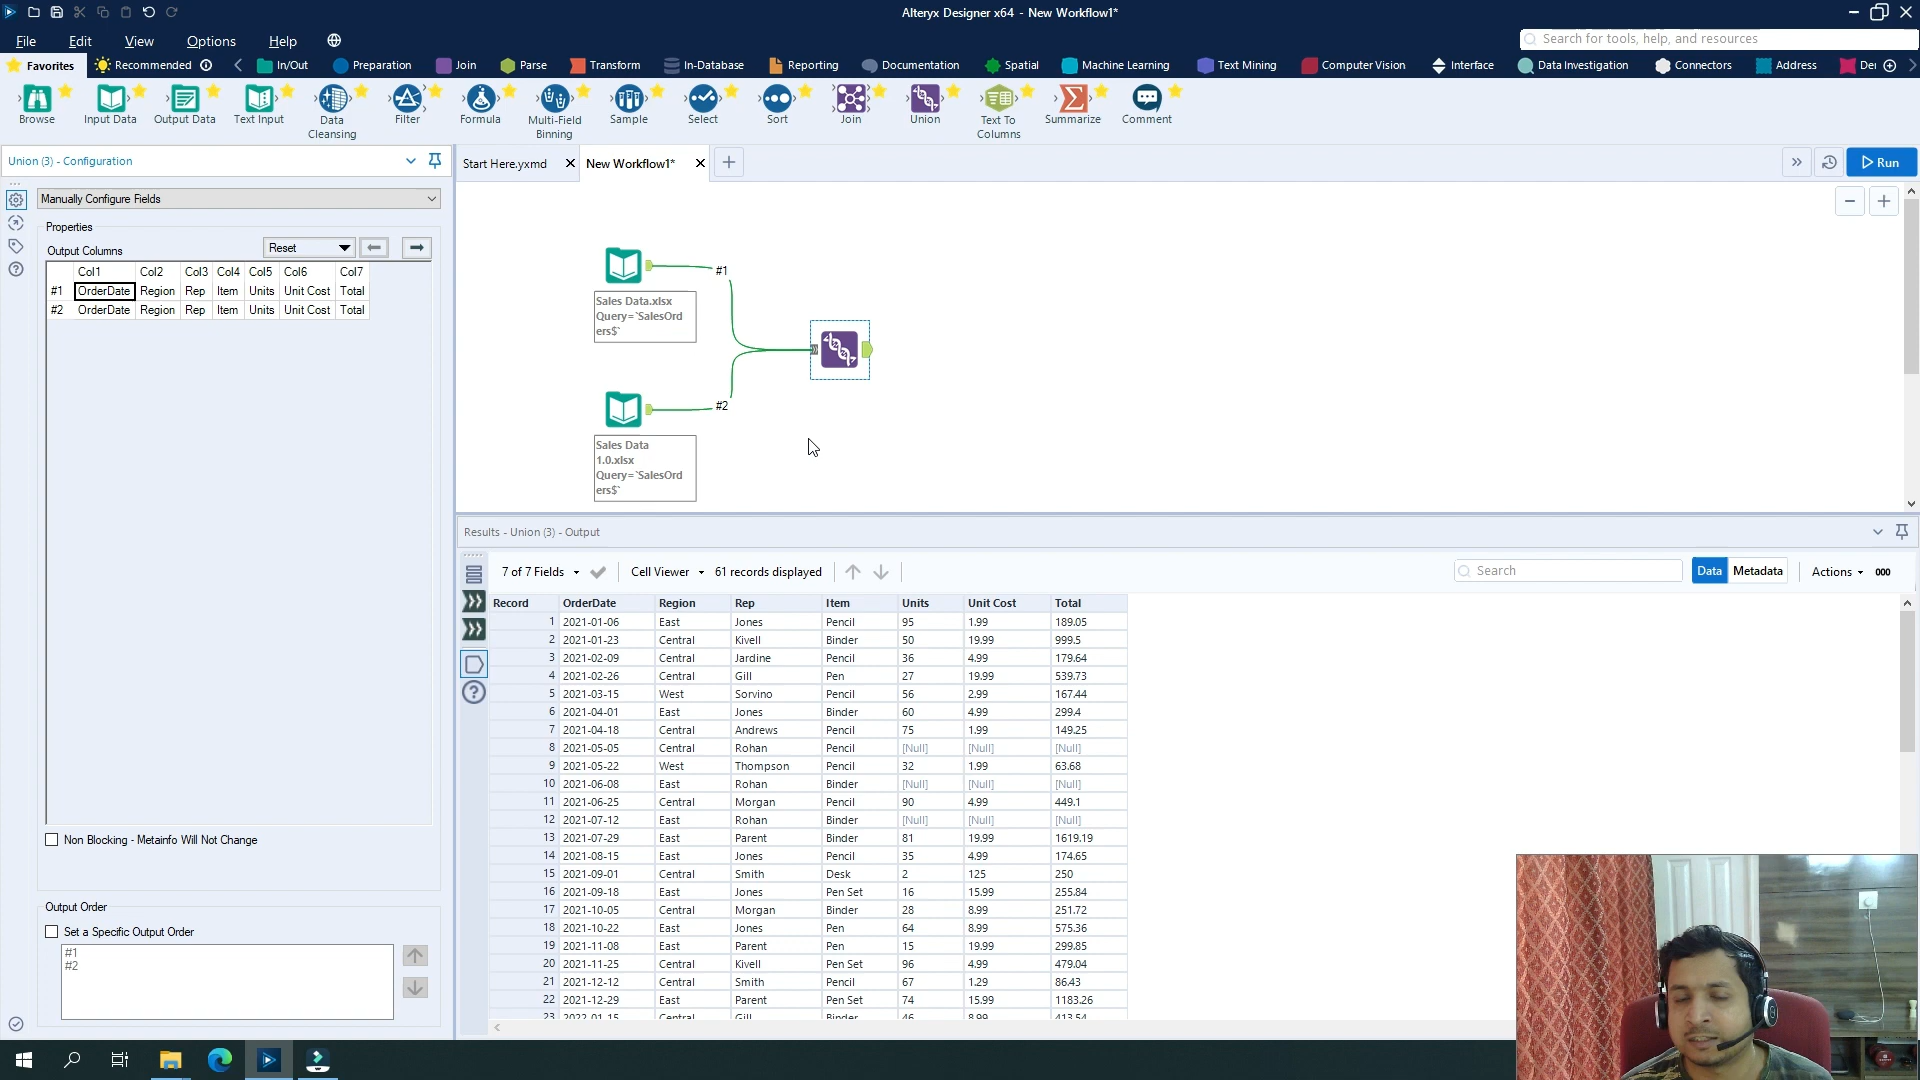 Alteryx Designer x64 - New Workflow1*
File Edit View Options Help
Search for tools, help, and resources
Favorites Recommended In/Out Preparation Join Parse Transform In-Database Reporting Documentation Spatial Machine Learning Text Mining Computer Vision Interface Data Investigation Connectors Address De
Browse Input Data Output Data Text Input Data Cleansing Filter Formula Multi-Field Binning Sample Select Sort Join Union Text To Columns Summarize Comment
Union (3) - Configuration
Start Here.yxmd New Workflow1* Run
Manually Configure Fields
Properties
Output Columns Reset
Col1 Col2 Col3 Col4 Col5 Col6 Col7
#1 OrderDate Region Rep Item Units Unit Cost Total
#2 OrderDate Region Rep Item Units Unit Cost Total
Non Blocking - Metainfo Will Not Change
Output Order
Set a Specific Output Order
#1
#2
#1
Sales Data.xlsx
Query=`SalesOrd
ers$`
#2
Sales Data
1.0.xlsx
Query=`SalesOrd
ers$`
Results - Union (3) - Output
7 of 7 Fields Cell Viewer 61 records displayed Search Data Metadata Actions 000
Record OrderDate Region Rep Item Units Unit Cost Total
1 2021-01-06 East Jones Pencil 95 1.99 189.05
2 2021-01-23 Central Kivell Binder 50 19.99 999.5
3 2021-02-09 Central Jardine Pencil 36 4.99 179.64
4 2021-02-26 Central Gill Pen 27 19.99 539.73
5 2021-03-15 West Sorvino Pencil 56 2.99 167.44
6 2021-04-01 East Jones Binder 60 4.99 299.4
7 2021-04-18 Central Andrews Pencil 75 1.99 149.25
8 2021-05-05 Central Rohan Pencil [Null] [Null] [Null]
9 2021-05-22 West Thompson Pencil 32 1.99 63.68
10 2021-06-08 East Rohan Binder [Null] [Null] [Null]
11 2021-06-25 Central Morgan Pencil 90 4.99 449.1
12 2021-07-12 East Rohan Binder [Null] [Null] [Null]
13 2021-07-29 East Parent Binder 81 19.99 1619.19
14 2021-08-15 East Jones Pencil 35 4.99 174.65
15 2021-09-01 Central Smith Desk 2 125 250
16 2021-09-18 East Jones Pen Set 16 15.99 255.84
17 2021-10-05 Central Morgan Binder 28 8.99 251.72
18 2021-10-22 East Jones Pen 64 8.99 575.36
19 2021-11-08 East Parent Pen 15 19.99 299.85
20 2021-11-25 Central Kivell Pen Set 96 4.99 479.04
21 2021-12-12 Central Smith Pencil 67 1.29 86.43
22 2021-12-29 East Parent Pen Set 74 15.99 1183.26
23 2022-01-15 Central Gill Binder 46 8.99 413.54